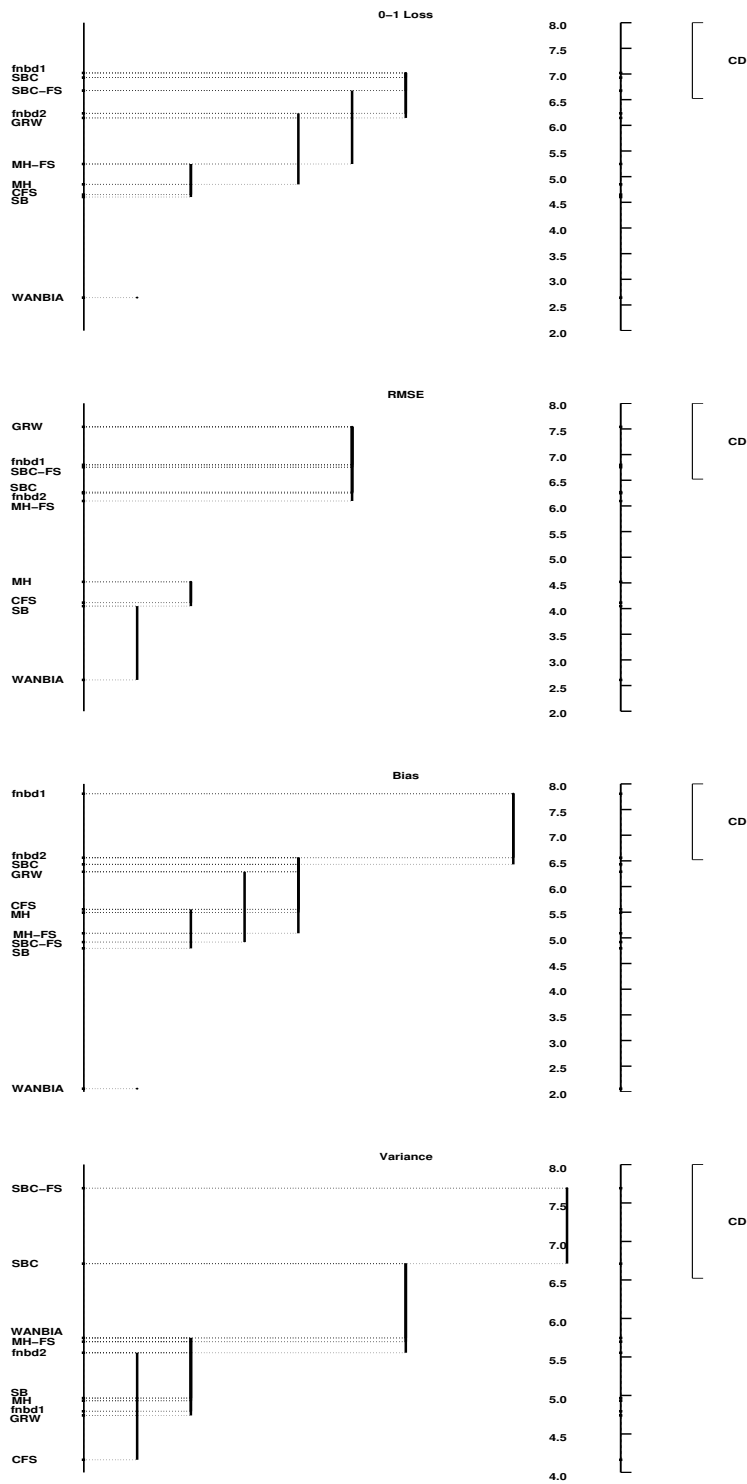 0−1 Loss
8.0
7.5
fnbd1
7.0
CD
SBC
SBC−FS
6.5
fnbd2
GRW
6.0
5.5
MH−FS
5.0
MH
CFS
4.5
SB
4.0
3.5
3.0
WANBIA
2.5
2.0
RMSE
8.0
GRW
7.5
CD
7.0
fnbd1
SBC−FS
6.5
SBC
fnbd2
6.0
MH−FS
5.5
5.0
MH
4.5
CFS
4.0
SB
3.5
3.0
WANBIA
2.5
2.0
Bias
8.0
fnbd1
7.5
CD
7.0
fnbd2
6.5
SBC
GRW
6.0
CFS
5.5
MH
MH−FS
5.0
SBC−FS
SB
4.5
4.0
3.5
3.0
2.5
WANBIA
2.0
Variance
8.0
SBC−FS
7.5
CD
7.0
SBC
6.5
6.0
WANBIA
MH−FS
fnbd2
5.5
SB
MH
5.0
fnbd1
GRW
4.5
CFS
4.0